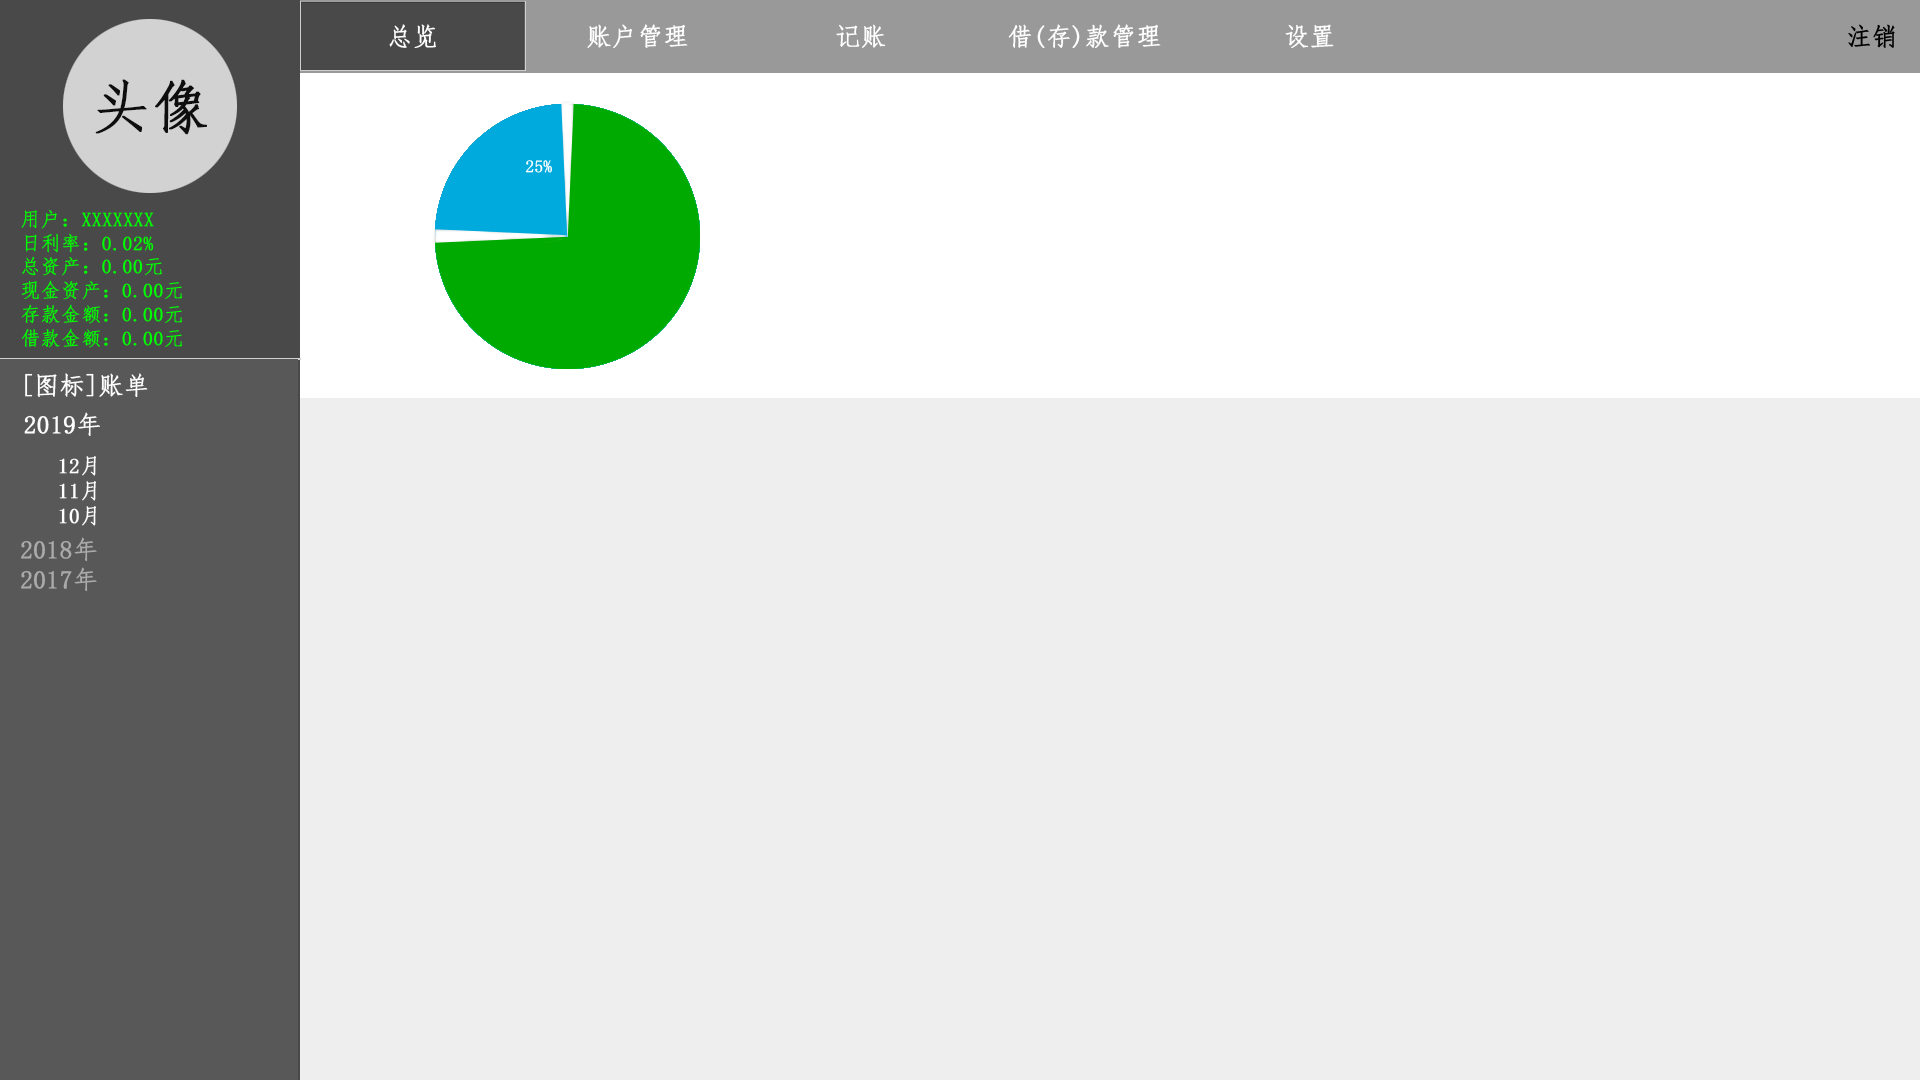 头像
用户：XXXXXXX
日利率：0.02%
总资产：0.00元
现金资产：0.00元
存款金额：0.00元
借款金额：0.00元
[图标]账单
2019年
12月
11月
10月
2018年
2017年
总览
账户管理
记账
借(存)款管理
设置
注销
25%